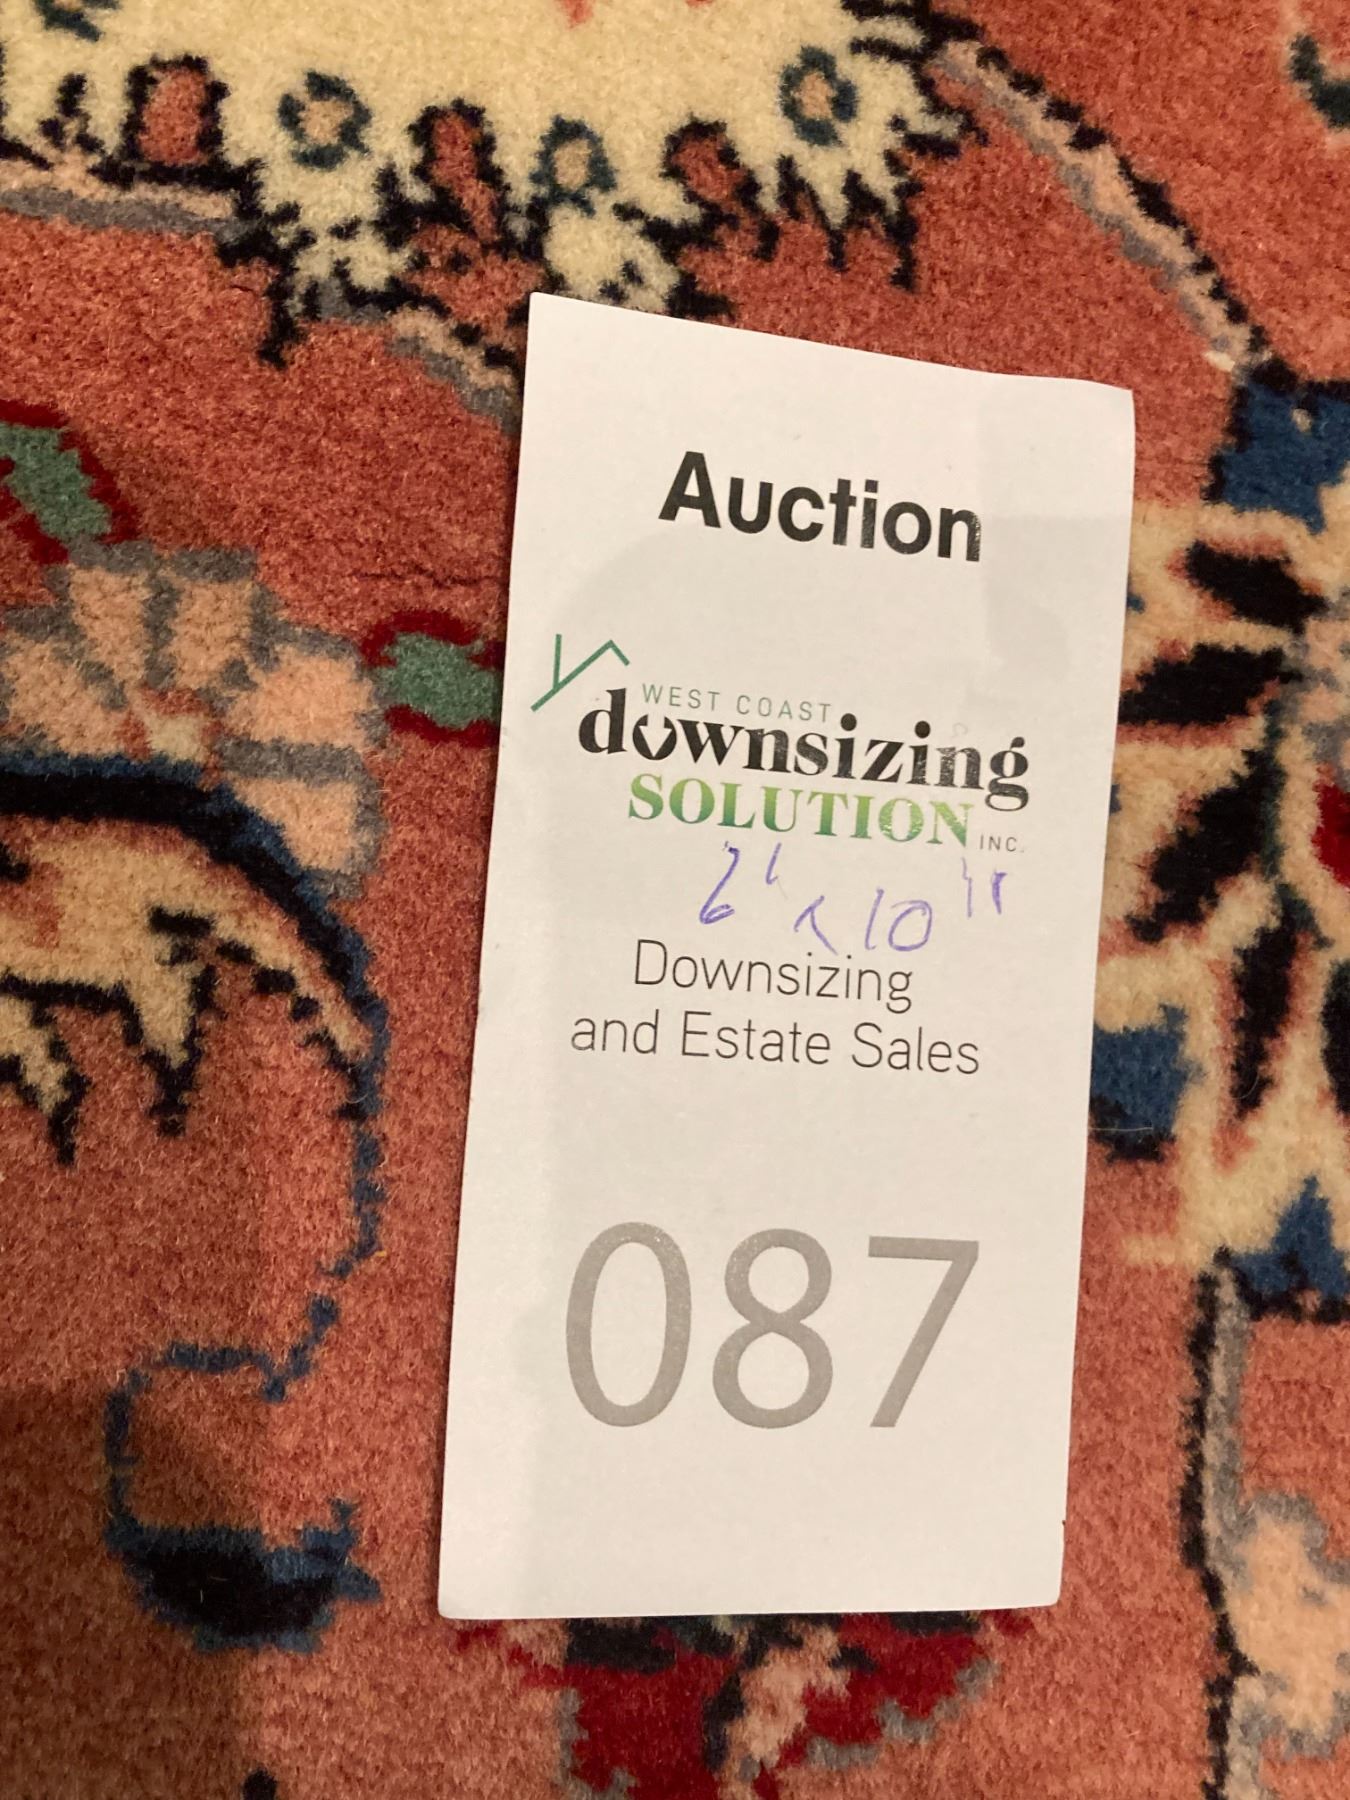 Auction
WEST COAST
downsizing
SOLUTION INC.
6' x 10"
Downsizing
and Estate Sales
087